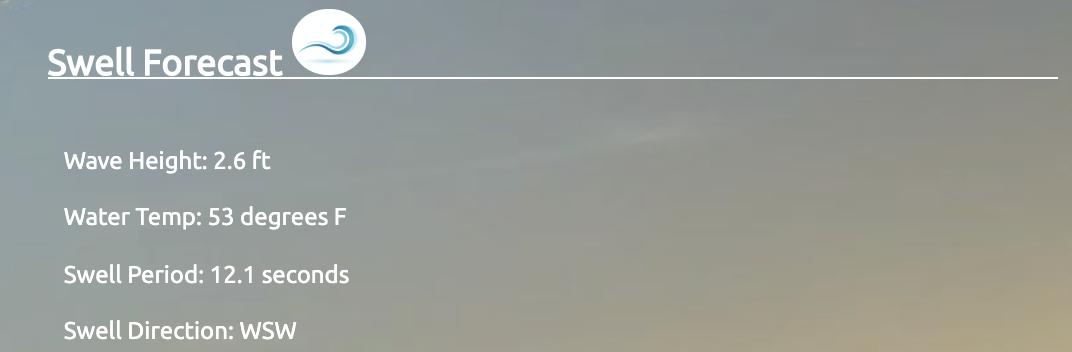 Swell Forecast
Wave Height: 2.6 ft
Water Temp: 53 degrees F
Swell Period: 12.1 seconds
Swell Direction: WSW